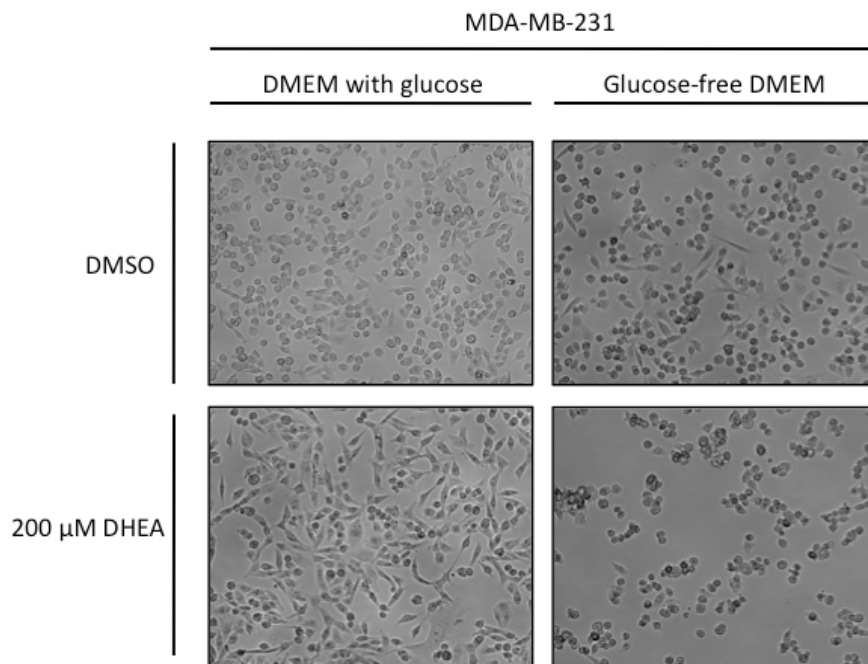 MDA-MB-231
DMEM with glucose
Glucose-free DMEM
DMSO
200 µM DHEA